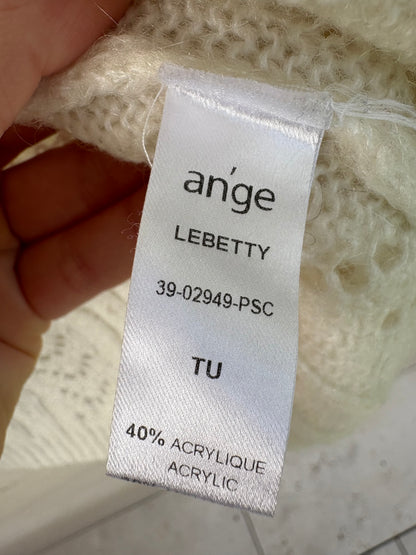 an'ge
LEBETTY
39-02949-PSC
TU
40% ACRYLIQUE
ACRYLIC